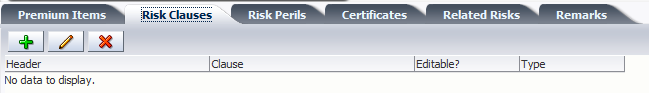 Premium Items Risk Clauses Risk Perils Certificates Related Risks Remarks
Header Clause Editable? Type
No data to display.